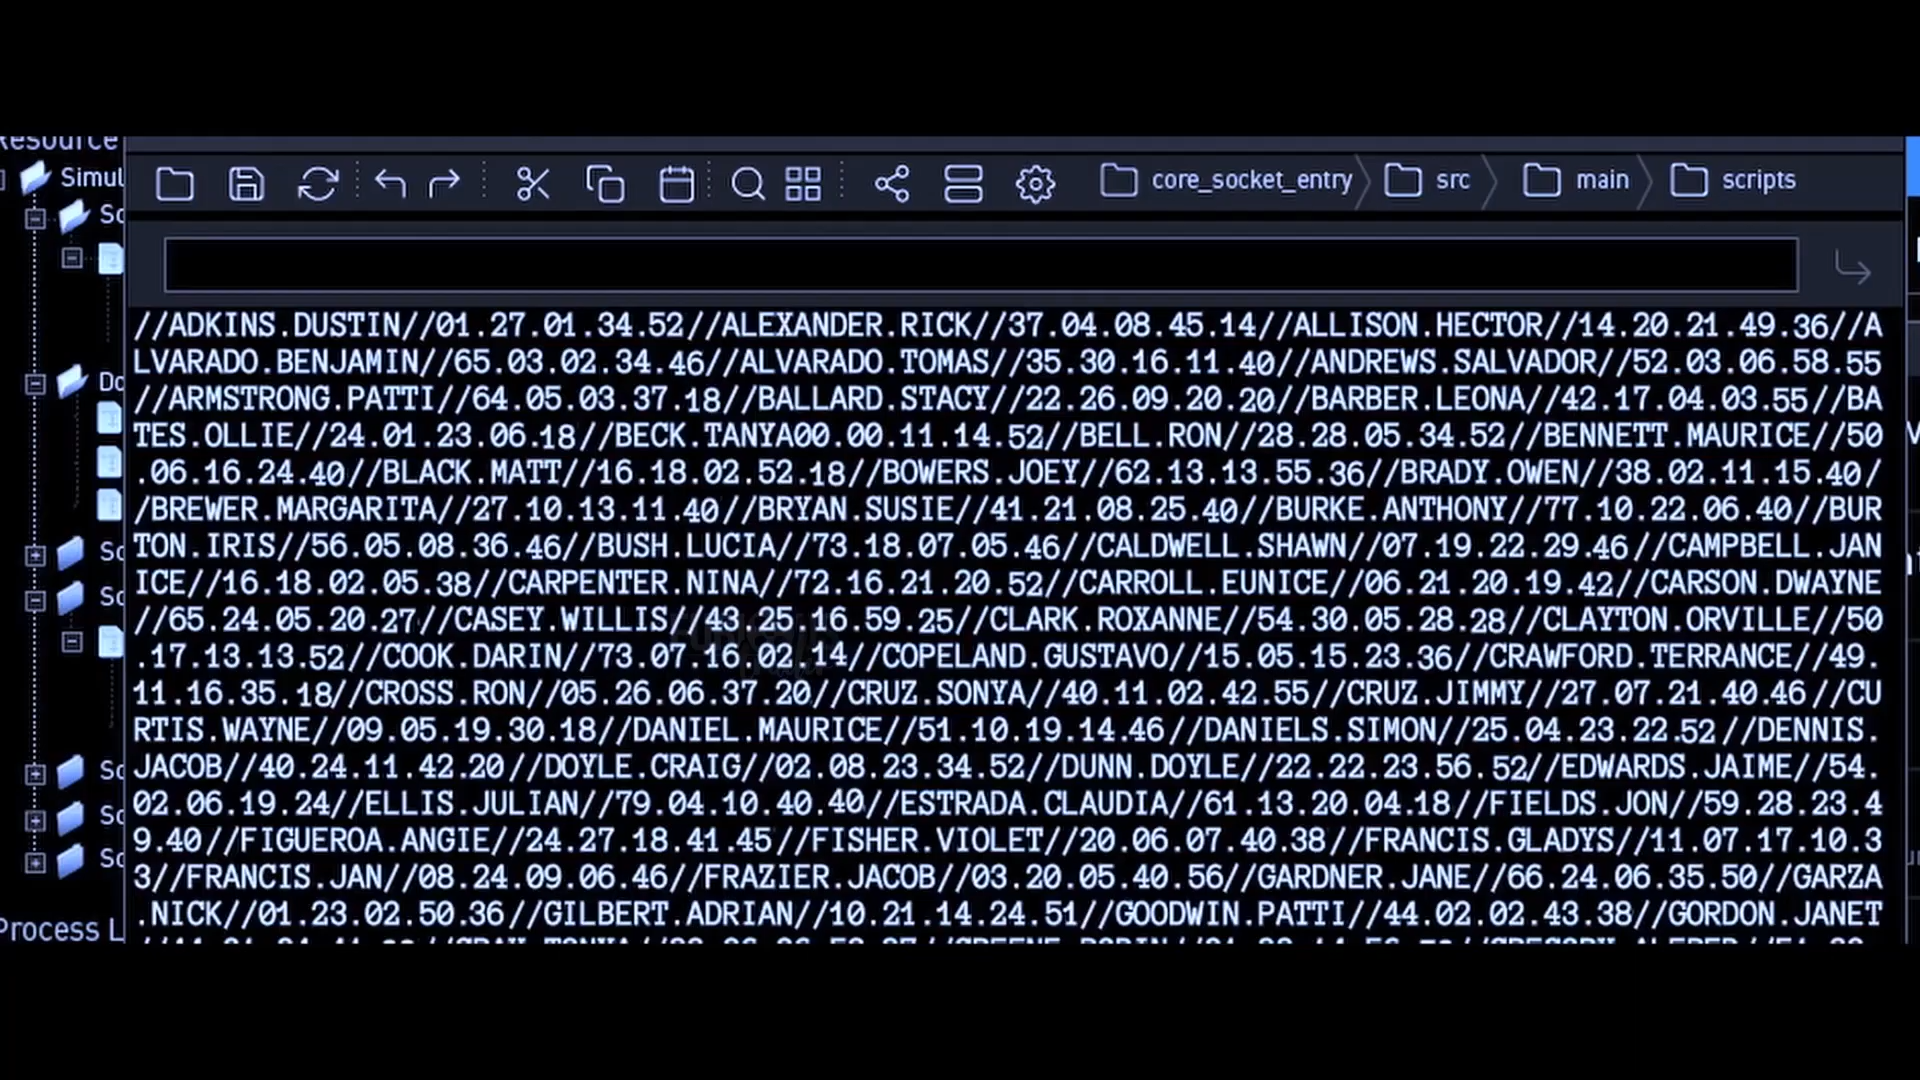 Resource
Simul
core_socket_entry
src
main
scripts
Sc
Do
Sc
Sc
Sc
Sc
Sc
Process L
//ADKINS.DUSTIN//01.27.01.34.52//ALEXANDER.RICK//37.04.08.45.14//ALLISON.HECTOR//14.20.21.49.36//A
LVARADO.BENJAMIN//65.03.02.34.46//ALVARADO.TOMAS//35.30.16.11.40//ANDREWS.SALVADOR//52.03.06.58.55
//ARMSTRONG.PATTI//64.05.03.37.18//BALLARD.STACY//22.26.09.20.20//BARBER.LEONA//42.17.04.03.55//BA
TES.OLLIE//24.01.23.06.18//BECK.TANYA00.00.11.14.52//BELL.RON//28.28.05.34.52//BENNETT.MAURICE//50
.06.16.24.40//BLACK.MATT//16.18.02.52.18//BOWERS.JOEY//62.13.13.55.36//BRADY.OWEN//38.02.11.15.40/
/BREWER.MARGARITA//27.10.13.11.40//BRYAN.SUSIE//41.21.08.25.40//BURKE.ANTHONY//77.10.22.06.40//BUR
TON.IRIS//56.05.08.36.46//BUSH.LUCIA//73.18.07.05.46//CALDWELL.SHAWN//07.19.22.29.46//CAMPBELL.JAN
ICE//16.18.02.05.38//CARPENTER.NINA//72.16.21.20.52//CARROLL.EUNICE//06.21.20.19.42//CARSON.DWAYNE
//65.24.05.20.27//CASEY.WILLIS//43.25.16.59.25//CLARK.ROXANNE//54.30.05.28.28//CLAYTON.ORVILLE//50
.17.13.13.52//COOK.DARIN//73.07.16.02.14//COPELAND.GUSTAVO//15.05.15.23.36//CRAWFORD.TERRANCE//49.
11.16.35.18//CROSS.RON//05.26.06.37.20//CRUZ.SONYA//40.11.02.42.55//CRUZ.JIMMY//27.07.21.40.46//CU
RTIS.WAYNE//09.05.19.30.18//DANIEL.MAURICE//51.10.19.14.46//DANIELS.SIMON//25.04.23.22.52//DENNIS.
JACOB//40.24.11.42.20//DOYLE.CRAIG//02.08.23.34.52//DUNN.DOYLE//22.22.23.56.52//EDWARDS.JAIME//54.
02.06.19.24//ELLIS.JULIAN//79.04.10.40.40//ESTRADA.CLAUDIA//61.13.20.04.18//FIELDS.JON//59.28.23.4
9.40//FIGUEROA.ANGIE//24.27.18.41.45//FISHER.VIOLET//20.06.07.40.38//FRANCIS.GLADYS//11.07.17.10.3
3//FRANCIS.JAN//08.24.09.06.46//FRAZIER.JACOB//03.20.05.40.56//GARDNER.JANE//66.24.06.35.50//GARZA
.NICK//01.23.02.50.36//GILBERT.ADRIAN//10.21.14.24.51//GOODWIN.PATTI//44.02.02.43.38//GORDON.JANET